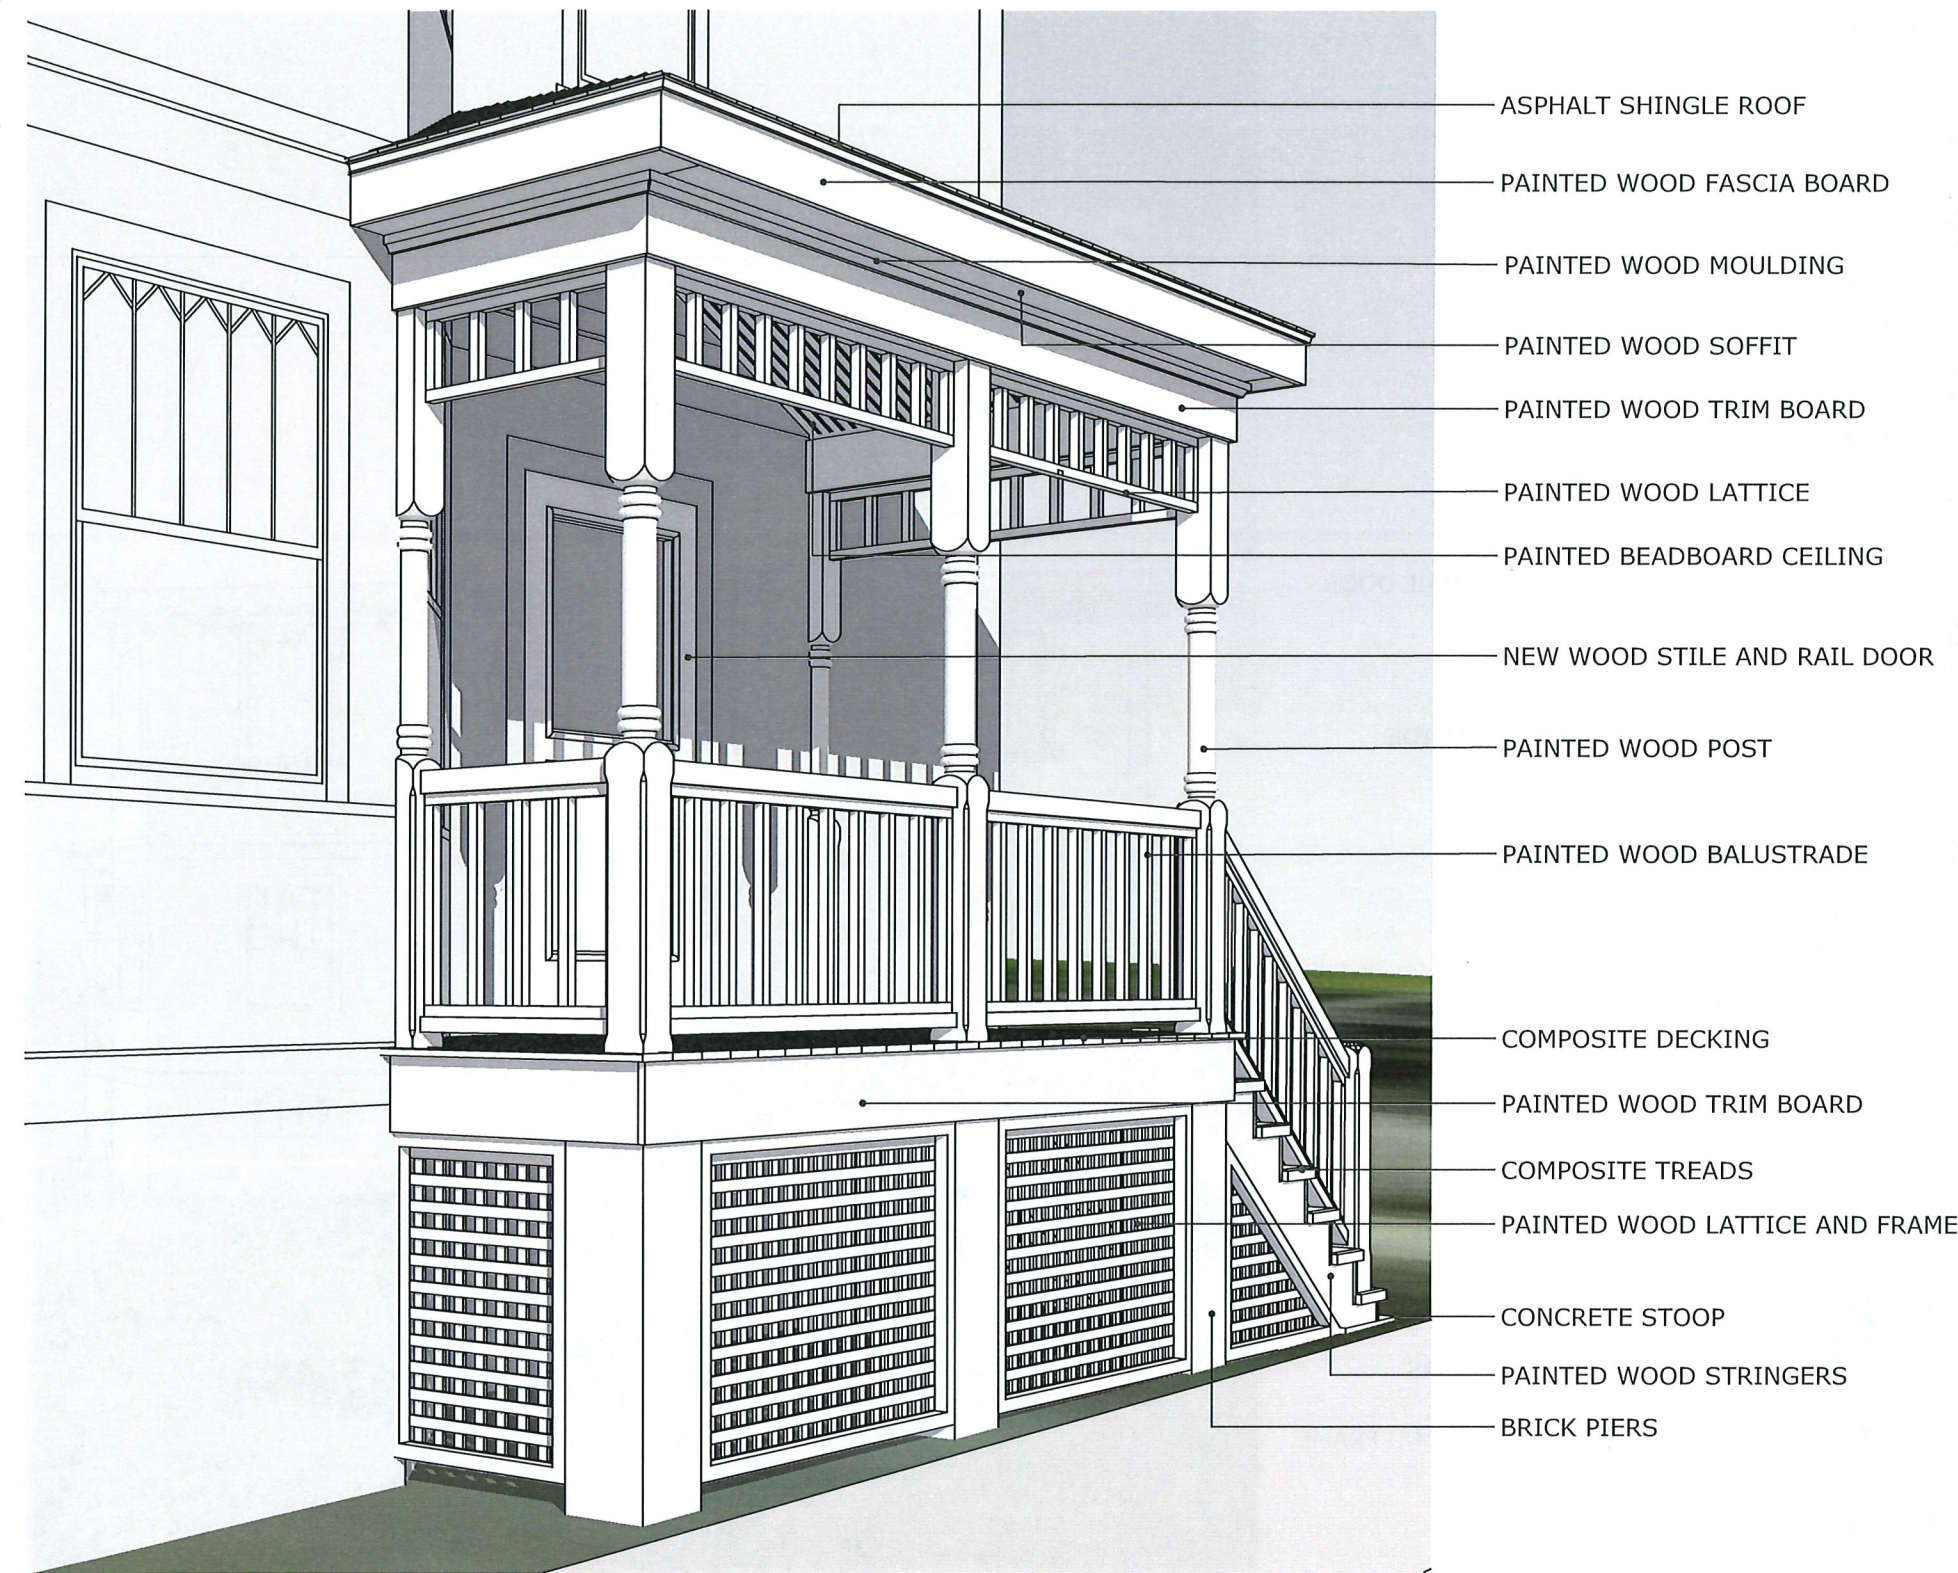 ASPHALT SHINGLE ROOF
PAINTED WOOD FASCIA BOARD
PAINTED WOOD MOULDING
PAINTED WOOD SOFFIT
PAINTED WOOD TRIM BOARD
PAINTED WOOD LATTICE
PAINTED BEADBOARD CEILING
NEW WOOD STILE AND RAIL DOOR
PAINTED WOOD POST
PAINTED WOOD BALUSTRADE
COMPOSITE DECKING
PAINTED WOOD TRIM BOARD
COMPOSITE TREADS
PAINTED WOOD LATTICE AND FRAME
CONCRETE STOOP
PAINTED WOOD STRINGERS
BRICK PIERS